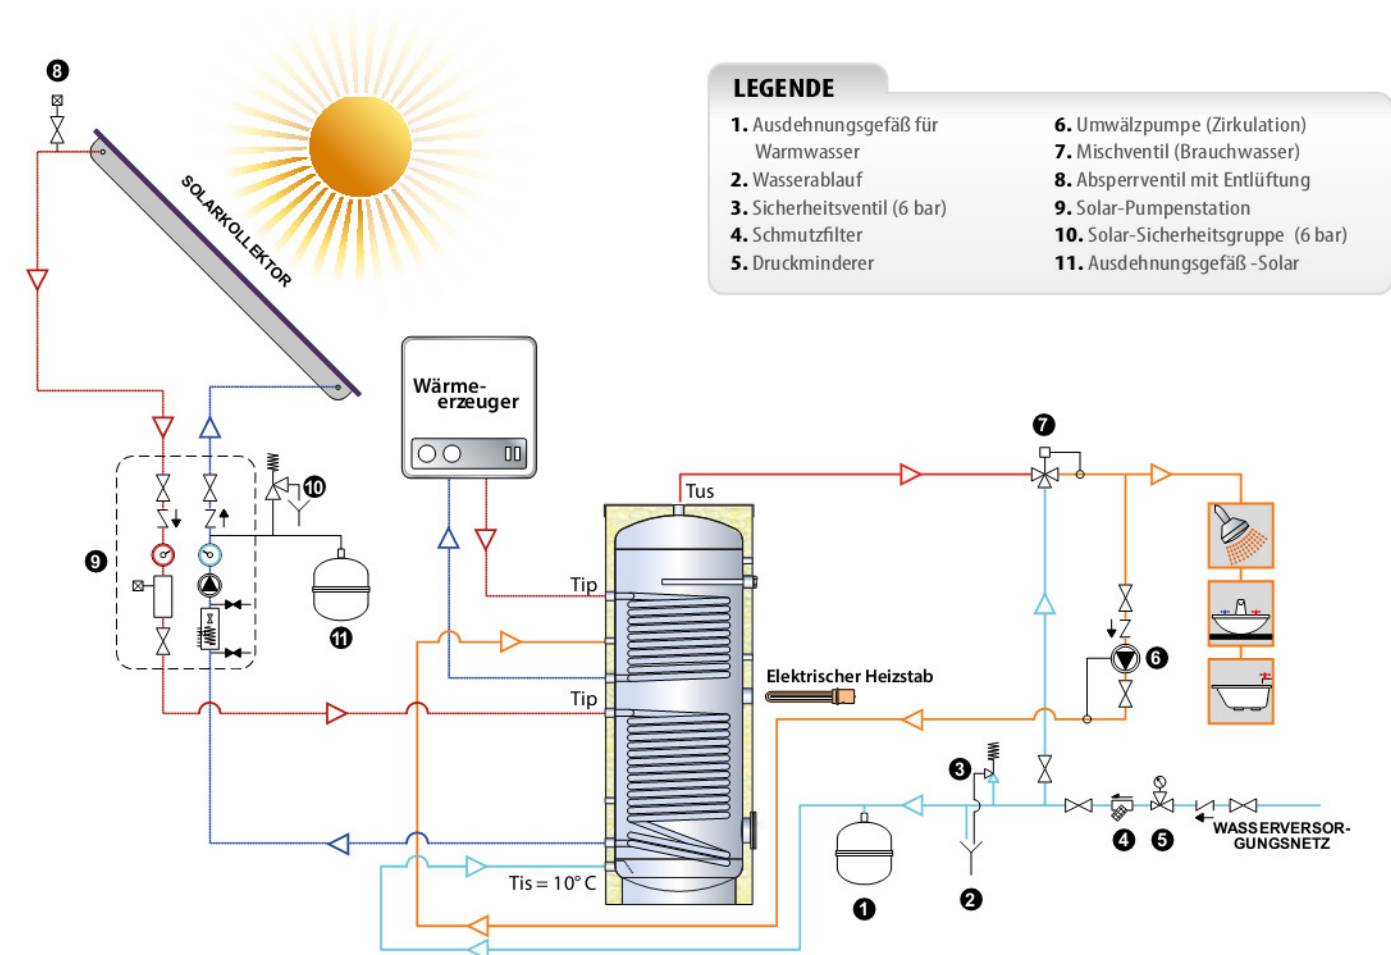 8
SOLARKOLLEKTOR
LEGENDE
1. Ausdehnungsgefäß für
Warmwasser
2. Wasserablauf
3. Sicherheitsventil (6 bar)
4. Schmutzfilter
5. Druckminderer
6. Umwälzpumpe (Zirkulation)
7. Mischventil (Brauchwasser)
8. Absperrventil mit Entlüftung
9. Solar-Pumpenstation
10. Solar-Sicherheitsgruppe (6 bar)
11. Ausdehnungsgefäß -Solar
Wärme-
erzeuger
7
10
Tus
9
Tip
11
6
Elektrischer Heizstab
Tip
3
WASSERVERSOR-
GUNGSNETZ
4
5
Tis = 10° C
1
2